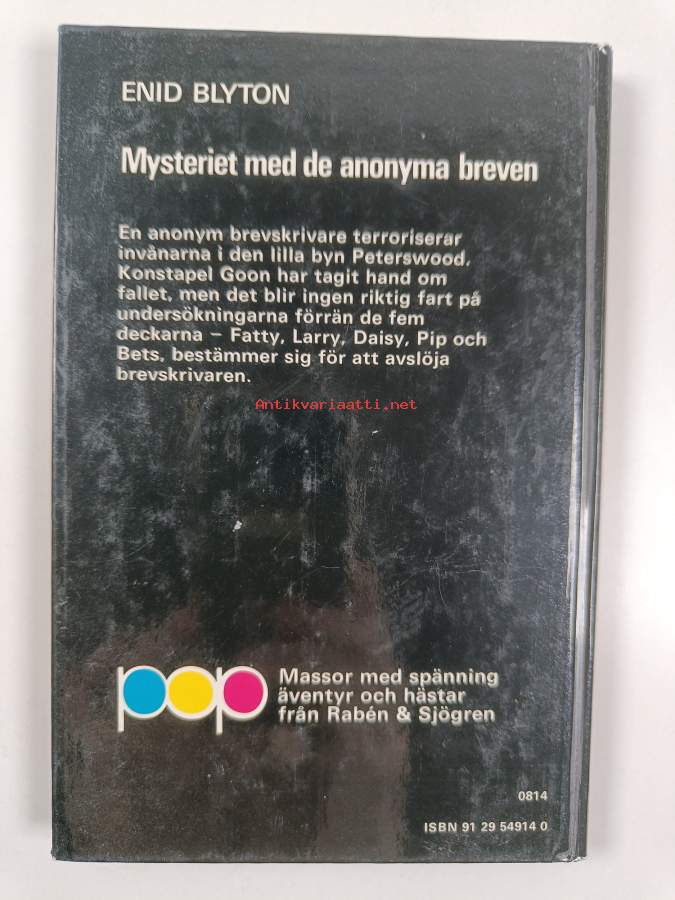 ENID BLYTON
Mysteriet med de anonyma breven
En anonym brevskrivare terroriserar
invånarna i den lilla byn Peterswood.
Konstapel Goon har tagit hand om
fallet, men det blir ingen riktig fart på
undersökningarna förrän de fem
deckarna – Fatty, Larry, Daisy, Pip och
Bets, bestämmer sig för att avslöja
brevskrivaren.
Antikvariaatti.net
pop
Massor med spänning
äventyr och hästar
från Rabén & Sjögren
0814
ISBN 91 29 54914 0